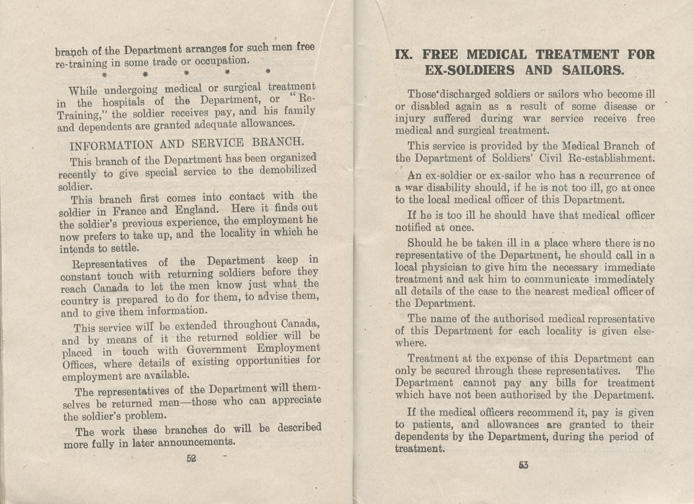 branch of the Department arranges for such men free
re-training in some trade or occupation.
* * * * *
While undergoing medical or surgical treatment
in the hospitals of the Department, or "Re-
Training," the soldier receives pay, and his family
and dependents are granted adequate allowances.
INFORMATION AND SERVICE BRANCH.
This branch of the Department has been organized
recently to give special service to the demobilized
soldier.
This branch first comes into contact with the
soldier in France and England. Here it finds out
the soldier's previous experience, the employment he
now prefers to take up, and the locality in which he
intends to settle.
Representatives of the Department keep in
constant touch with returning soldiers before they
reach Canada to let the men know just what the
country is prepared to do for them, to advise them,
and to give them information.
This service will be extended throughout Canada,
and by means of it the returned soldier will be
placed in touch with Government Employment
Offices, where details of existing opportunities for
employment are available.
The representatives of the Department will them-
selves be returned men—those who can appreciate
the soldier's problem.
The work these branches do will be described
more fully in later announcements.
52
IX. FREE MEDICAL TREATMENT FOR
EX-SOLDIERS AND SAILORS.
Those discharged soldiers or sailors who become ill
or disabled again as a result of some disease or
injury suffered during war service receive free
medical and surgical treatment.
This service is provided by the Medical Branch of
the Department of Soldiers' Civil Re-establishment.
An ex-soldier or ex-sailor who has a recurrence of
a war disability should, if he is not too ill, go at once
to the local medical officer of this Department.
If he is too ill he should have that medical officer
notified at once.
Should he be taken ill in a place where there is no
representative of the Department, he should call in a
local physician to give him the necessary immediate
treatment and ask him to communicate immediately
all details of the case to the nearest medical officer of
the Department.
The name of the authorised medical representative
of this Department for each locality is given else-
where.
Treatment at the expense of this Department can
only be secured through these representatives. The
Department cannot pay any bills for treatment
which have not been authorised by the Department.
If the medical officers recommend it, pay is given
to patients, and allowances are granted to their
dependents by the Department, during the period of
treatment.
53